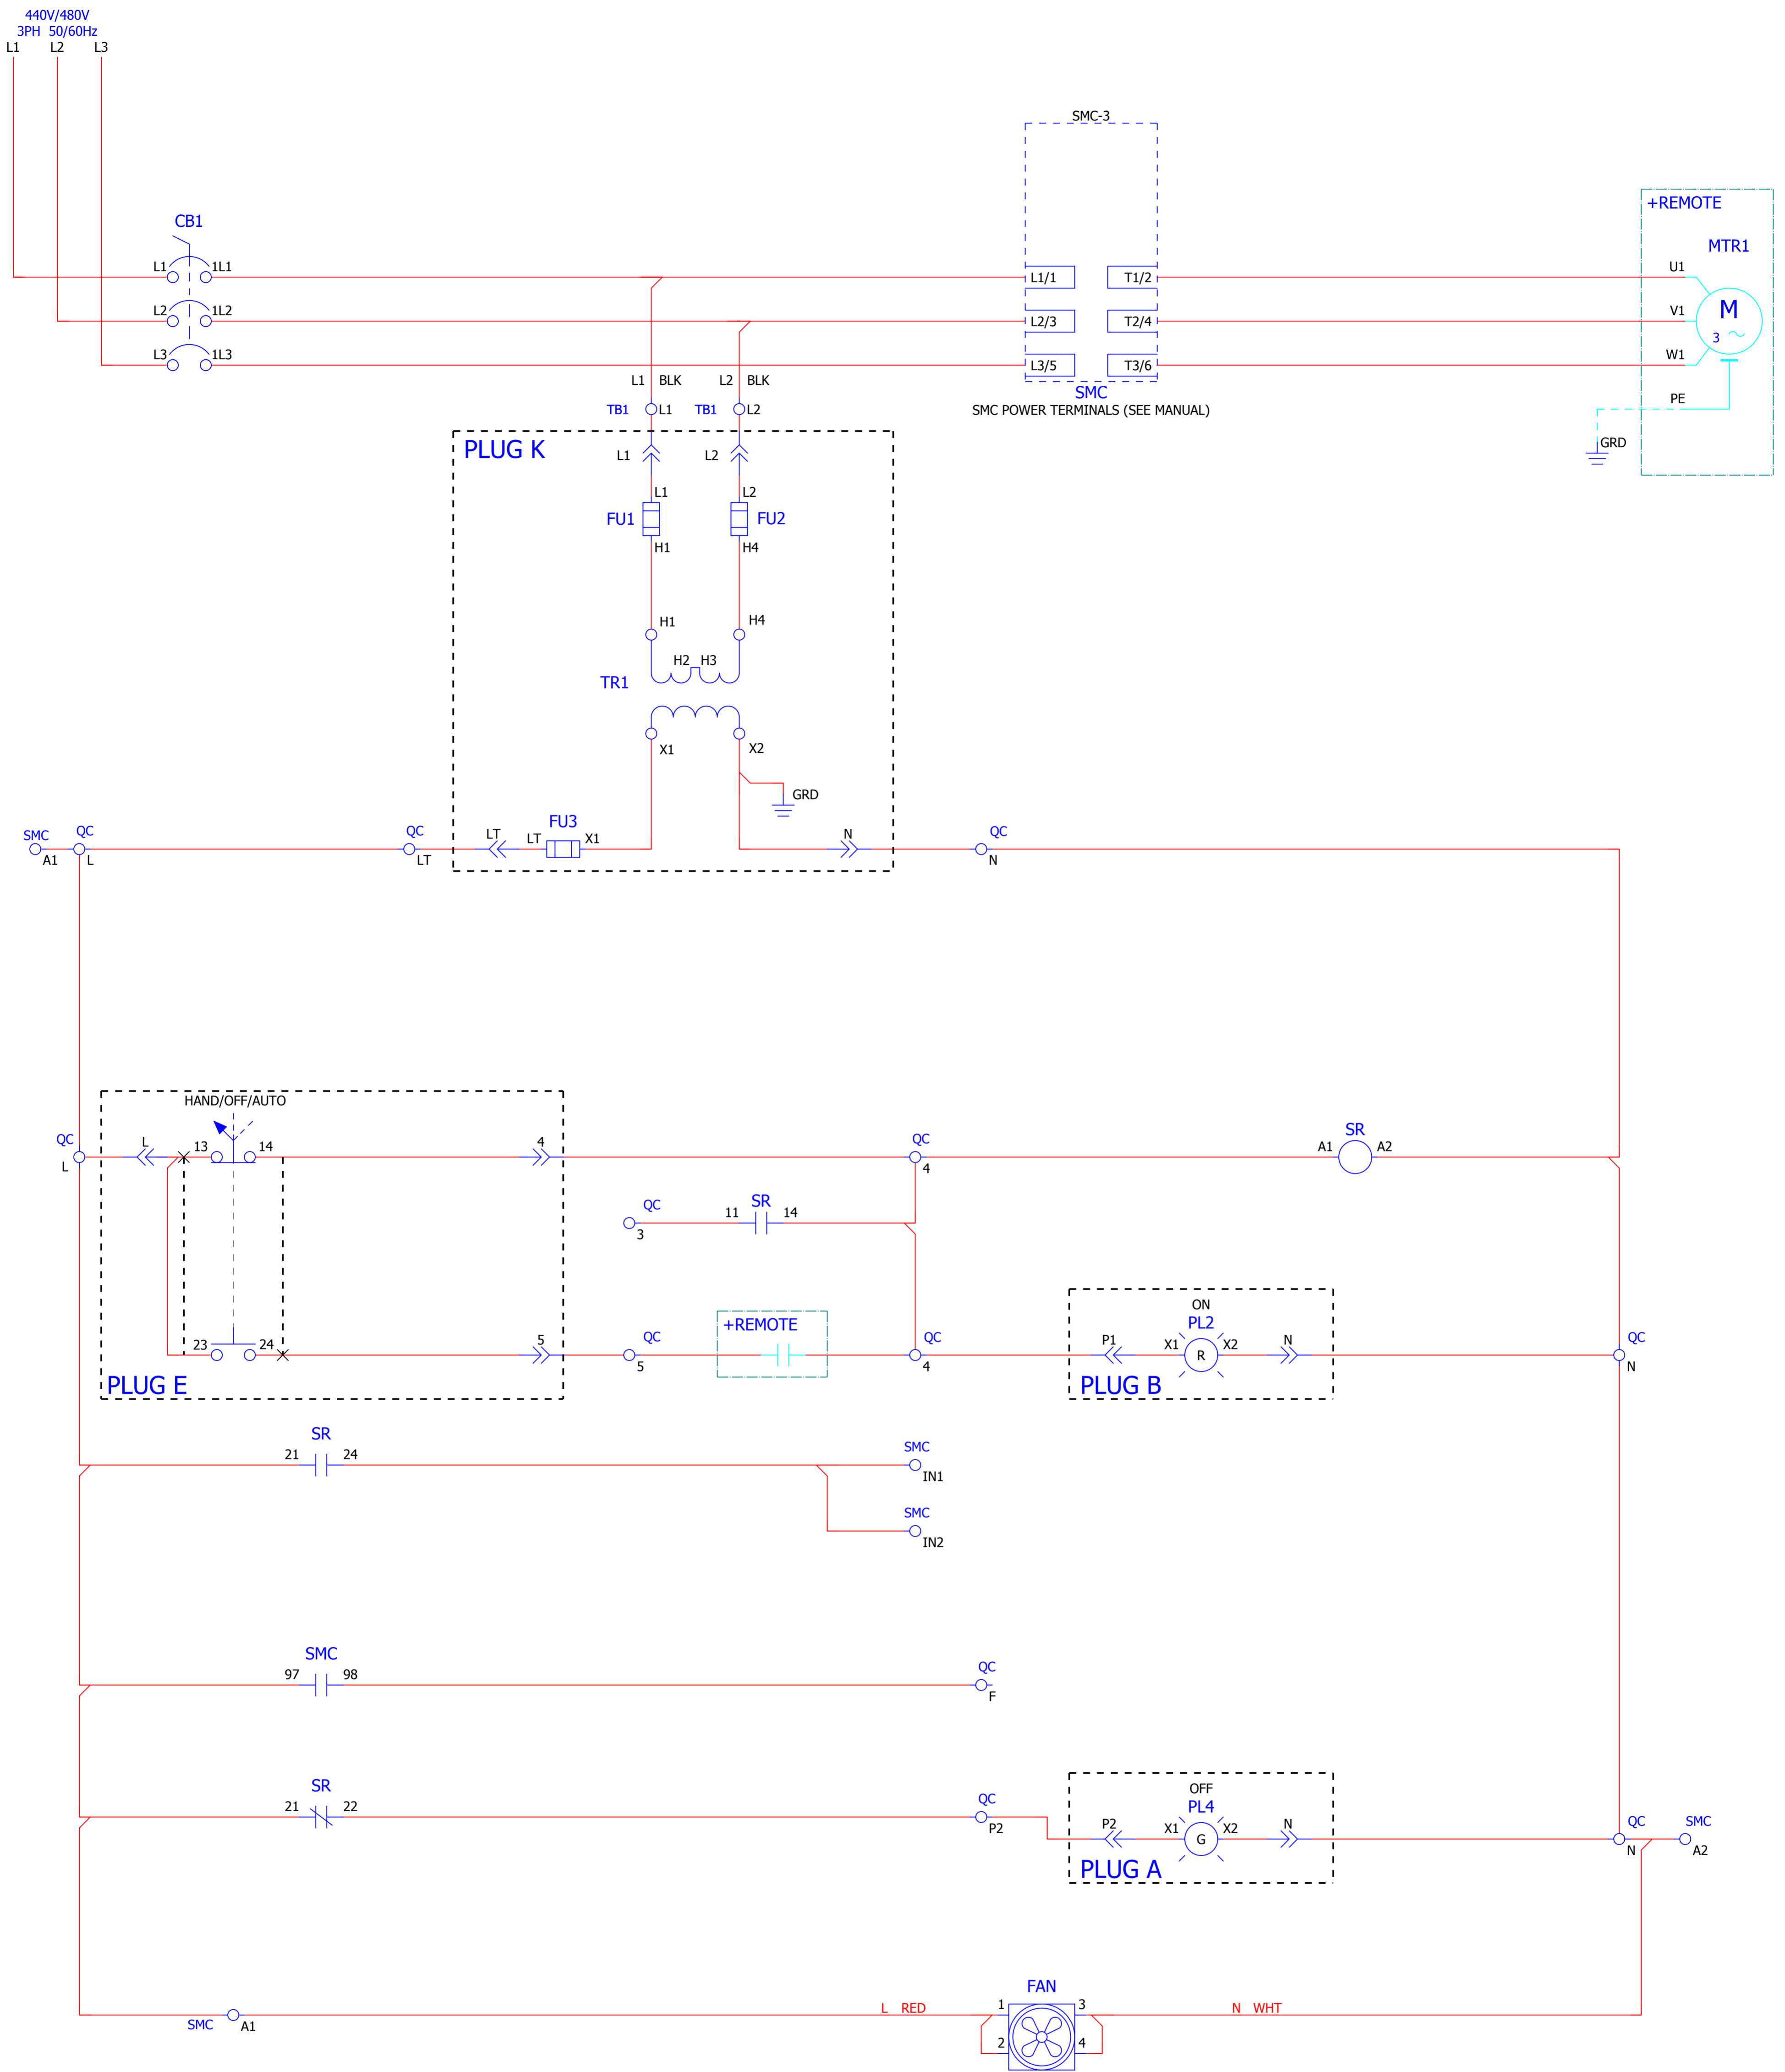 440V/480V
3PH 50/60Hz
L1 L2 L3
SMC-3
+REMOTE
MTR1
CB1
L1 1L1
L1/1 T1/2
U1
L2 1L2
L2/3 T2/4
V1
M
3
L3 1L3
L3/5 T3/6
W1
L1 BLK L2 BLK
SMC
PE
TB1 L1 TB1 L2
SMC POWER TERMINALS (SEE MANUAL)
GRD
PLUG K
L1 L2
L1 L2
FU1 FU2
H1 H4
H1 H4
H2 H3
TR1
X1 X2
GRD
FU3
SMC QC QC LT LT X1 N QC
A1 L LT N
HAND/OFF/AUTO
QC L 13 14 4 QC
SR
A1 A2
L 4
QC SR
11 14
3
ON
+REMOTE
PL2
23 24 5 QC QC
P1 X1 R X2 N
5 4 N
PLUG E
PLUG B
SR
21 24
SMC
IN1
SMC
IN2
SMC
97 98
QC
F
SR
21 22
QC
P2
OFF
PL4
P2 X1 G X2 N
QC SMC
N A2
PLUG A
FAN
L RED 1 3 N WHT
SMC A1
2 4